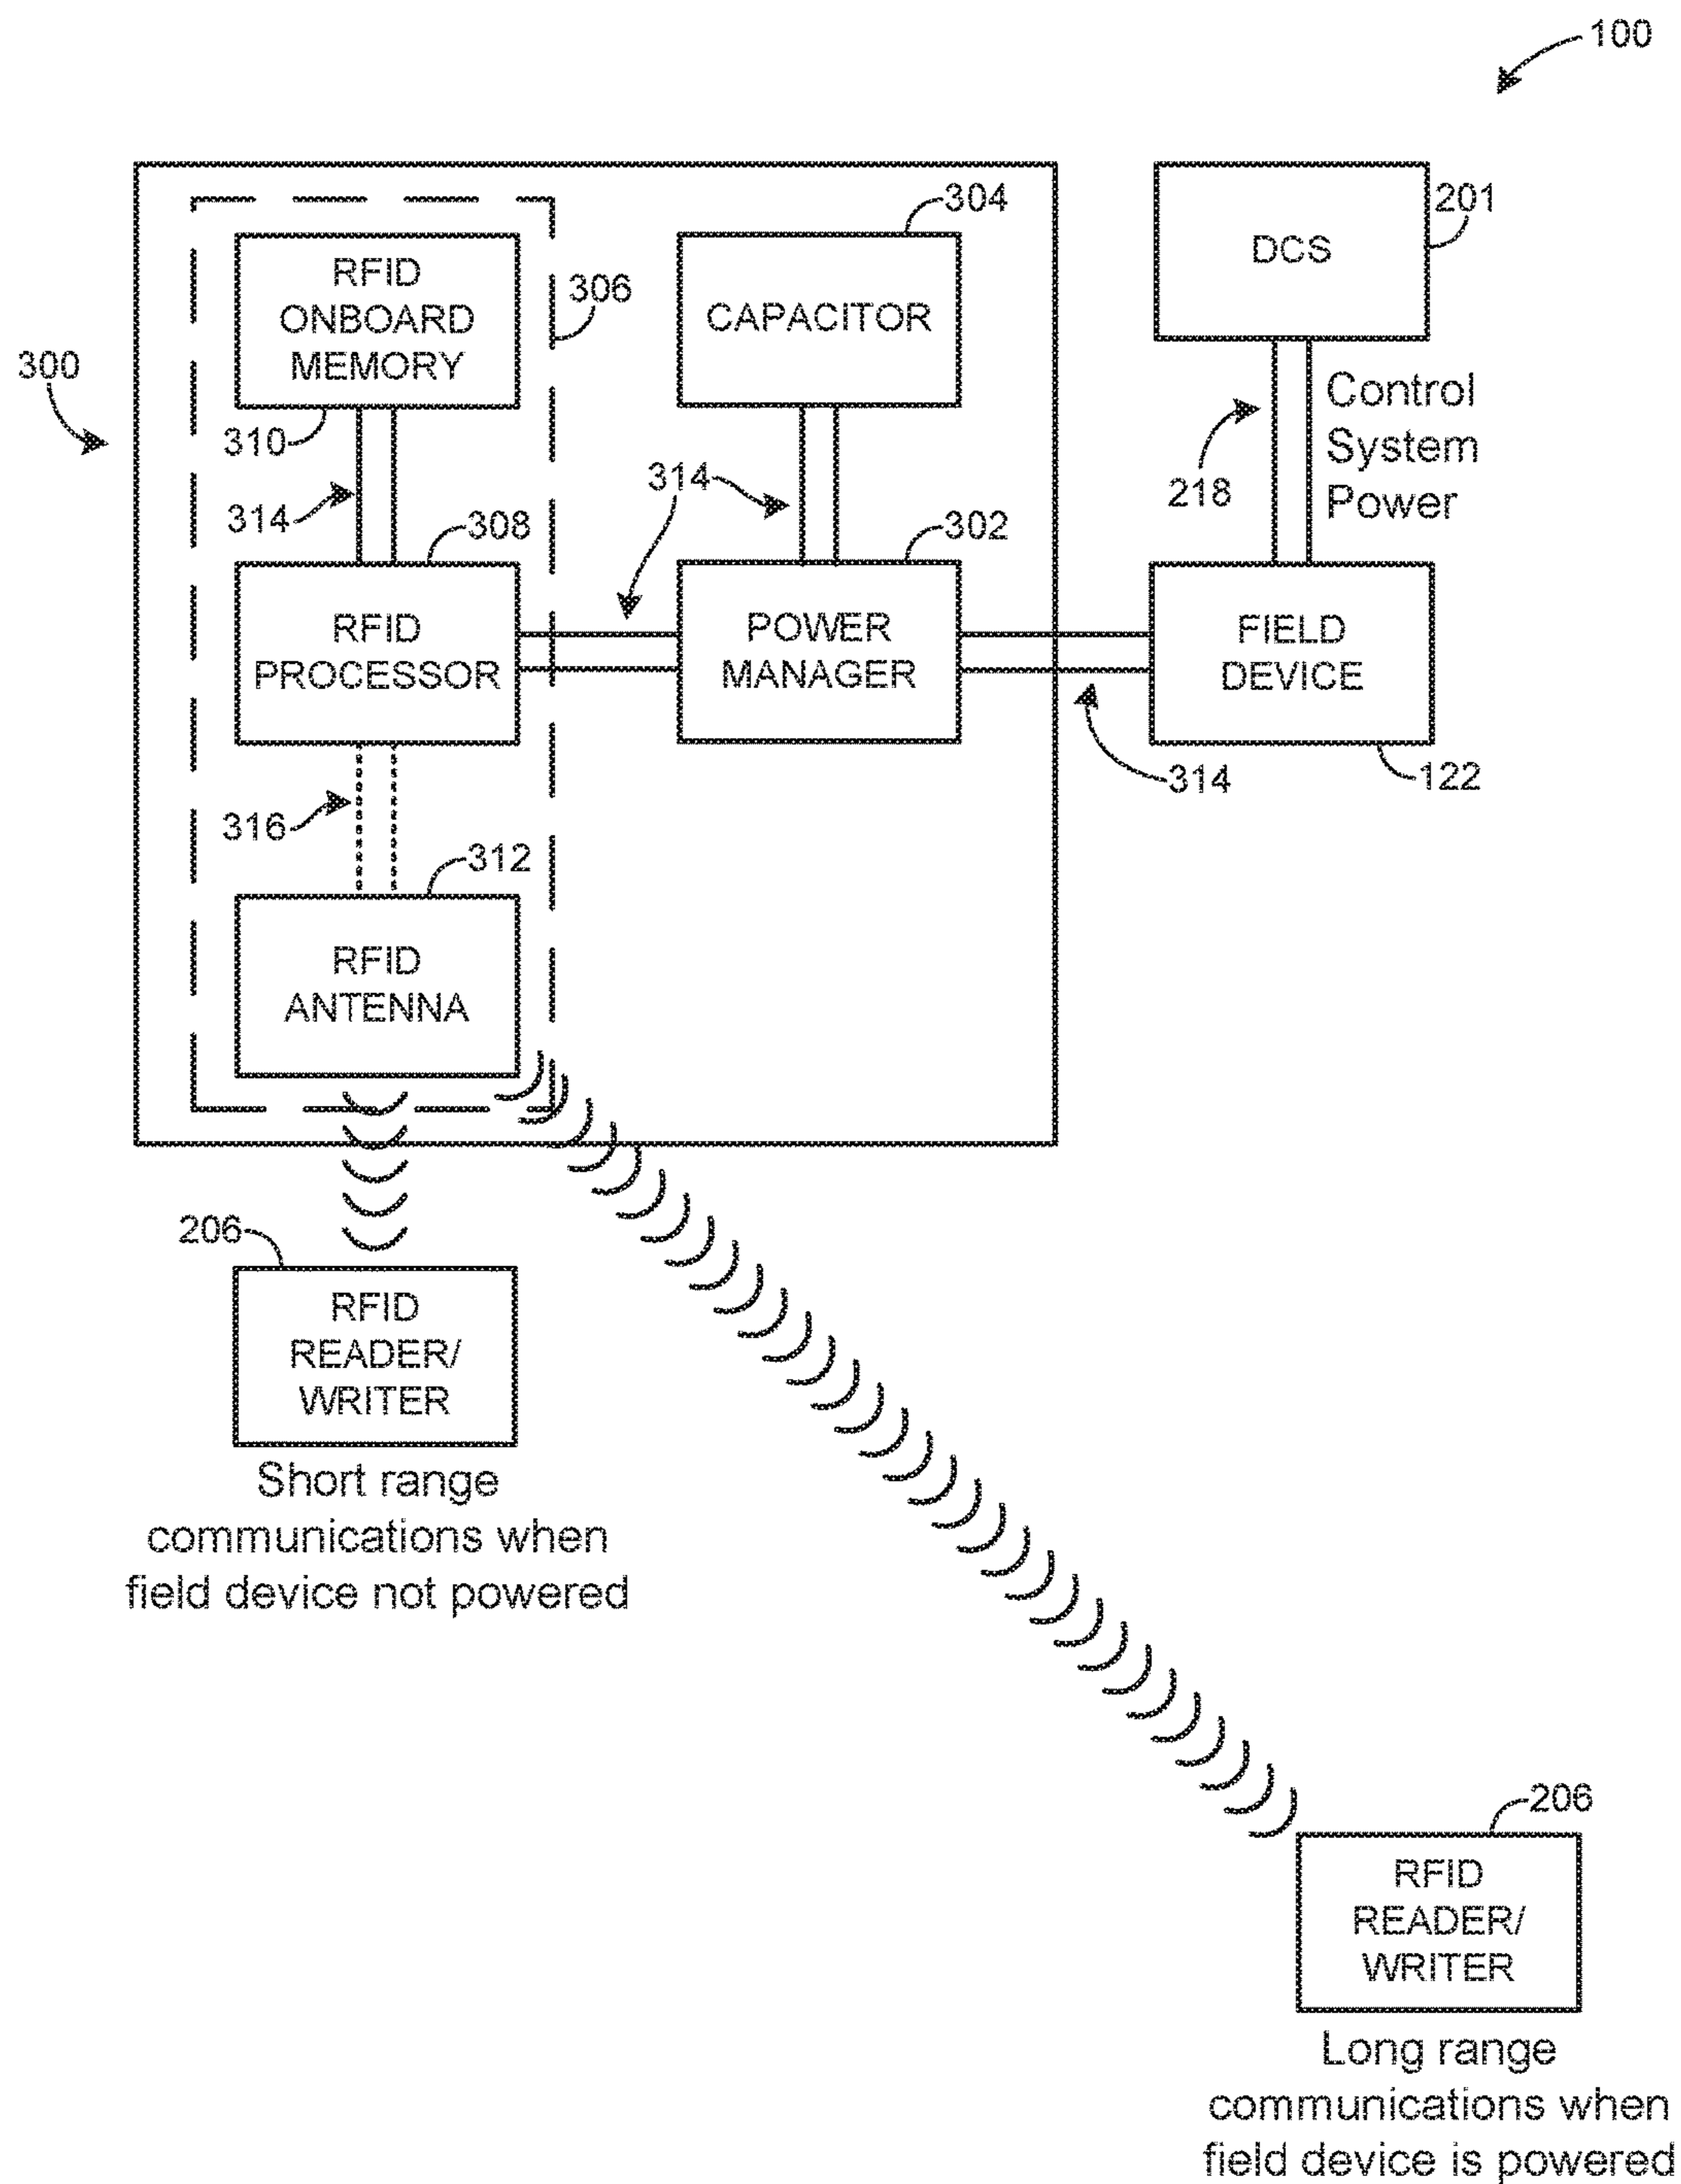 100
304
201
RFID
ONBOARD
MEMORY
306
CAPACITOR
DCS
300
310
314
314
218
Control
System
Power
308
302
RFID
PROCESSOR
POWER
MANAGER
FIELD
DEVICE
314
122
316
312
RFID
ANTENNA
206
RFID
READER/
WRITER
Short range
communications when
field device not powered
206
RFID
READER/
WRITER
Long range
communications when
field device is powered